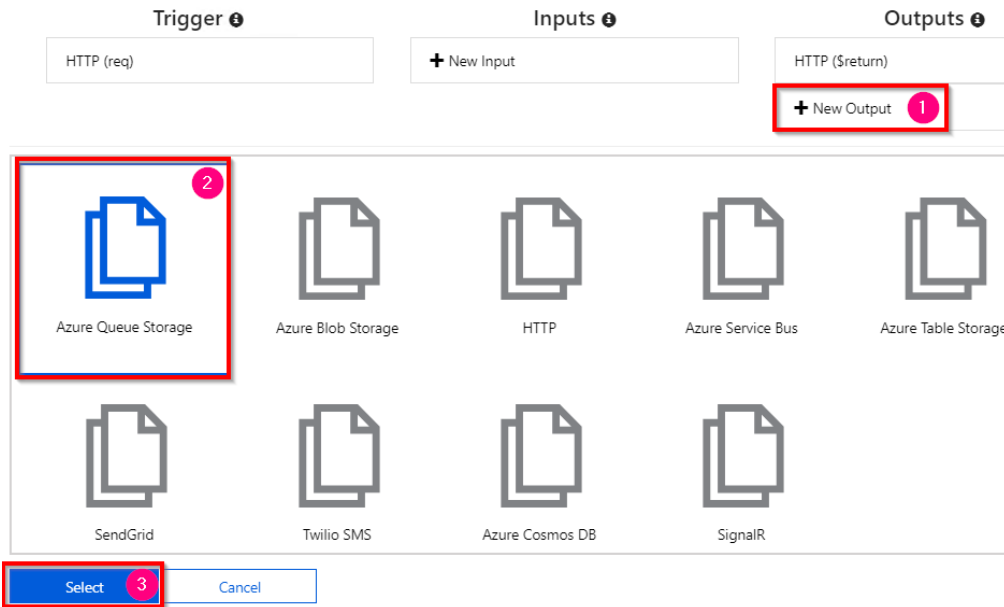 Trigger
Inputs
Outputs
HTTP (req)
+ New Input
HTTP ($return)
+ New Output 1
2
Azure Queue Storage
Azure Blob Storage
HTTP
Azure Service Bus
Azure Table Storage
SendGrid
Twilio SMS
Azure Cosmos DB
SignalR
Select 3
Cancel